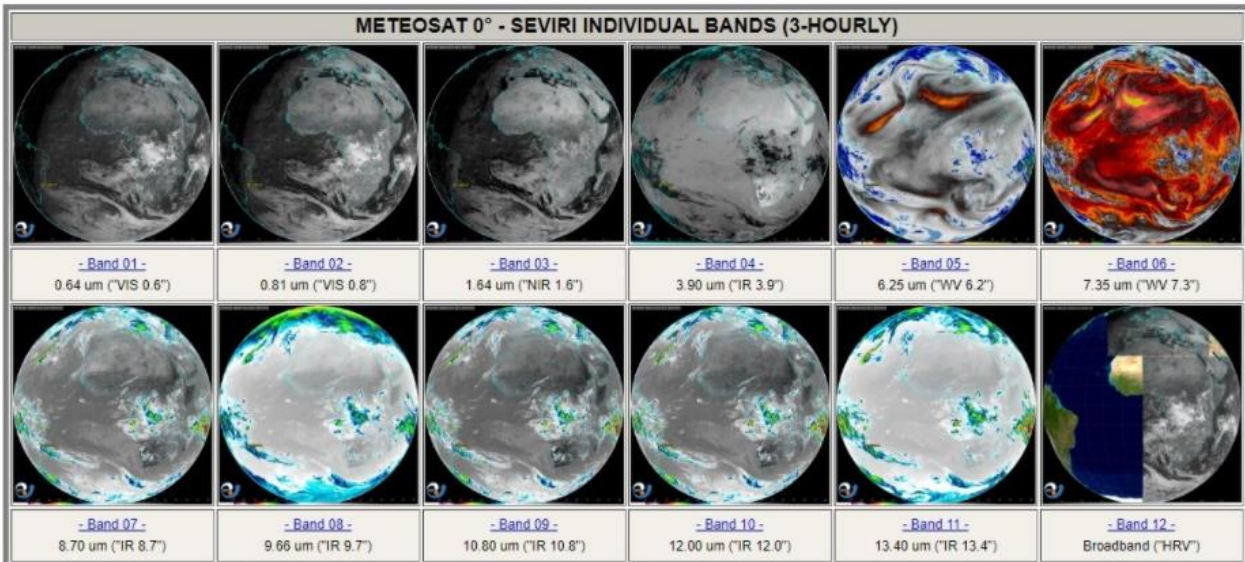 METEOSAT 0° - SEVIRI INDIVIDUAL BANDS (3-HOURLY)
- Band 01 -
0.64 um ("VIS 0.6")
- Band 02 -
0.81 um ("VIS 0.8")
- Band 03 -
1.64 um ("NIR 1.6")
- Band 04 -
3.90 um ("IR 3.9")
- Band 05 -
6.25 um ("WV 6.2")
- Band 06 -
7.35 um ("WV 7.3")
- Band 07 -
8.70 um ("IR 8.7")
- Band 08 -
9.66 um ("IR 9.7")
- Band 09 -
10.80 um ("IR 10.8")
- Band 10 -
12.00 um ("IR 12.0")
- Band 11 -
13.40 um ("IR 13.4")
- Band 12 -
Broadband ("HRV")